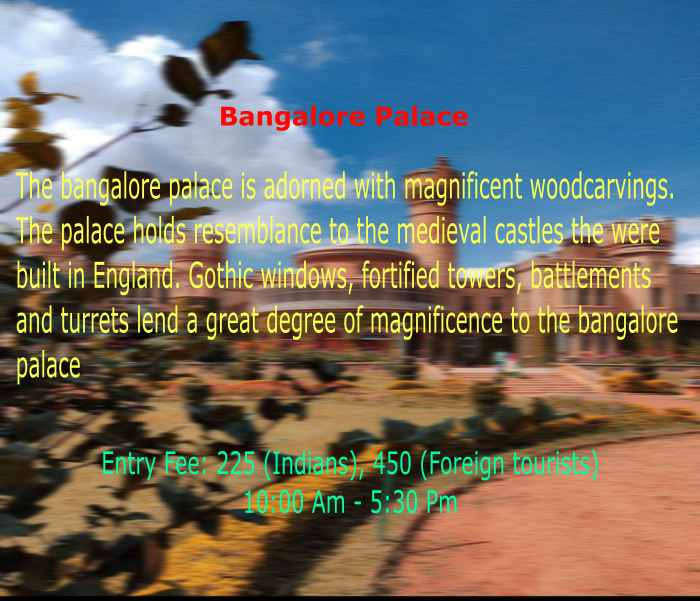 Bangalore Palace
The bangalore palace is adorned with magnificent woodcarvings.
The palace holds resemblance to the medieval castles the were
built in England. Gothic windows, fortified towers, battlements
and turrets lend a great degree of magnificence to the bangalore
palace
Entry Fee: 225 (Indians), 450 (Foreign tourists)
10:00 Am - 5:30 Pm